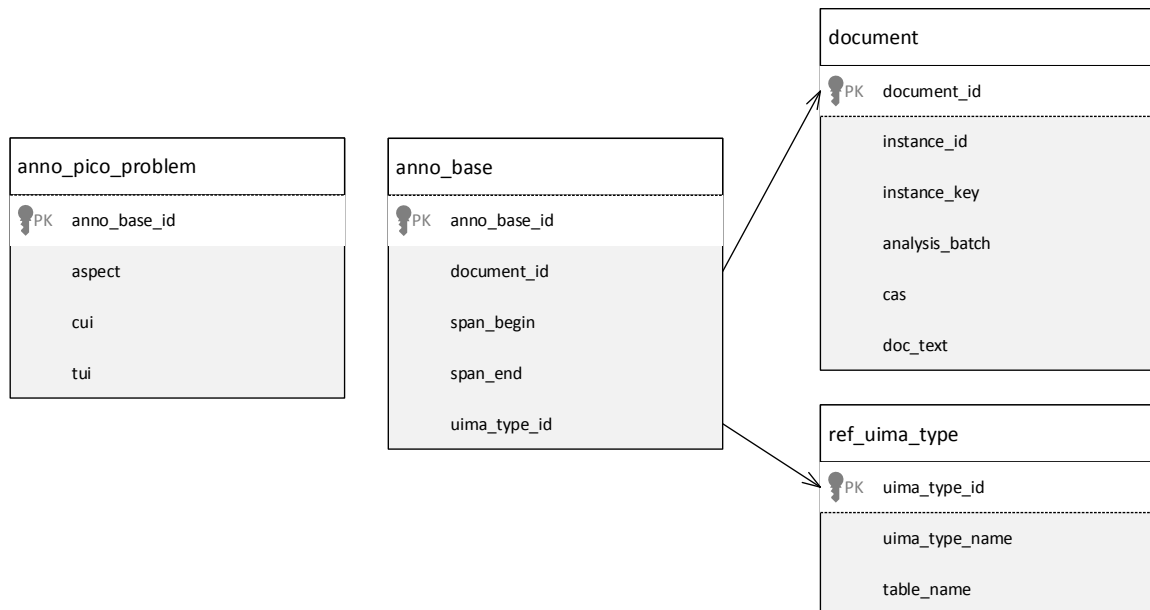 anno_pico_problem
PK anno_base_id
aspect
cui
tui
anno_base
PK anno_base_id
document_id
span_begin
span_end
uima_type_id
document
PK document_id
instance_id
instance_key
analysis_batch
cas
doc_text
ref_uima_type
PK uima_type_id
uima_type_name
table_name